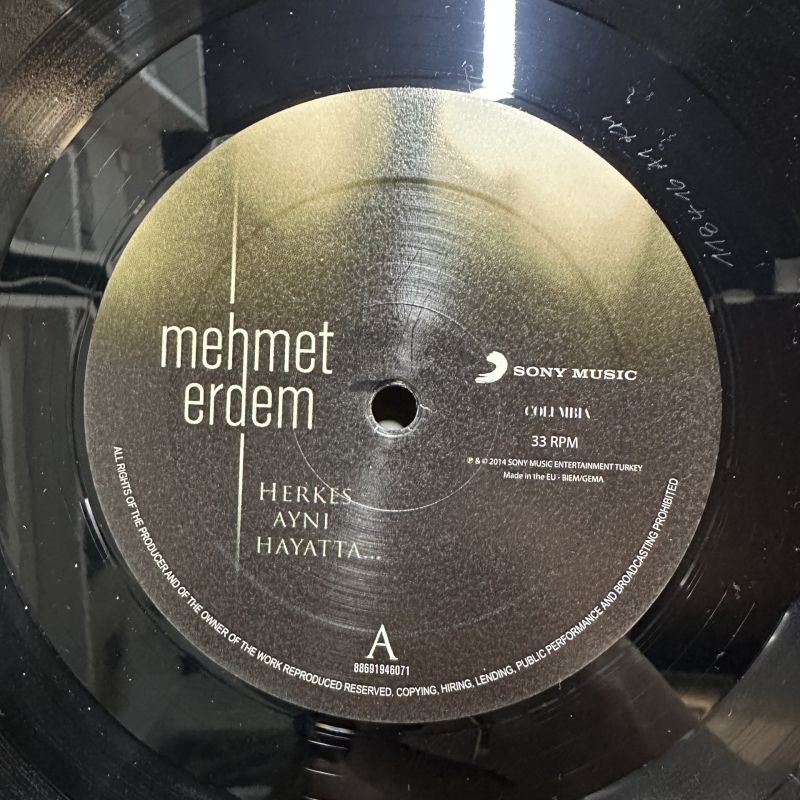 mehmet
erdem
HERKES
AYNI
HAYATTA...
SONY MUSIC
COLUMBIA
33 RPM
℗ & © 2014 SONY MUSIC ENTERTAINMENT TURKEY
Made in the EU - BIEM/GEMA
A
88691946071
ALL RIGHTS OF THE PRODUCER AND OF THE OWNER OF THE WORK REPRODUCED RESERVED. COPYING, HIRING, LENDING, PUBLIC PERFORMANCE AND BROADCASTING PROHIBITED